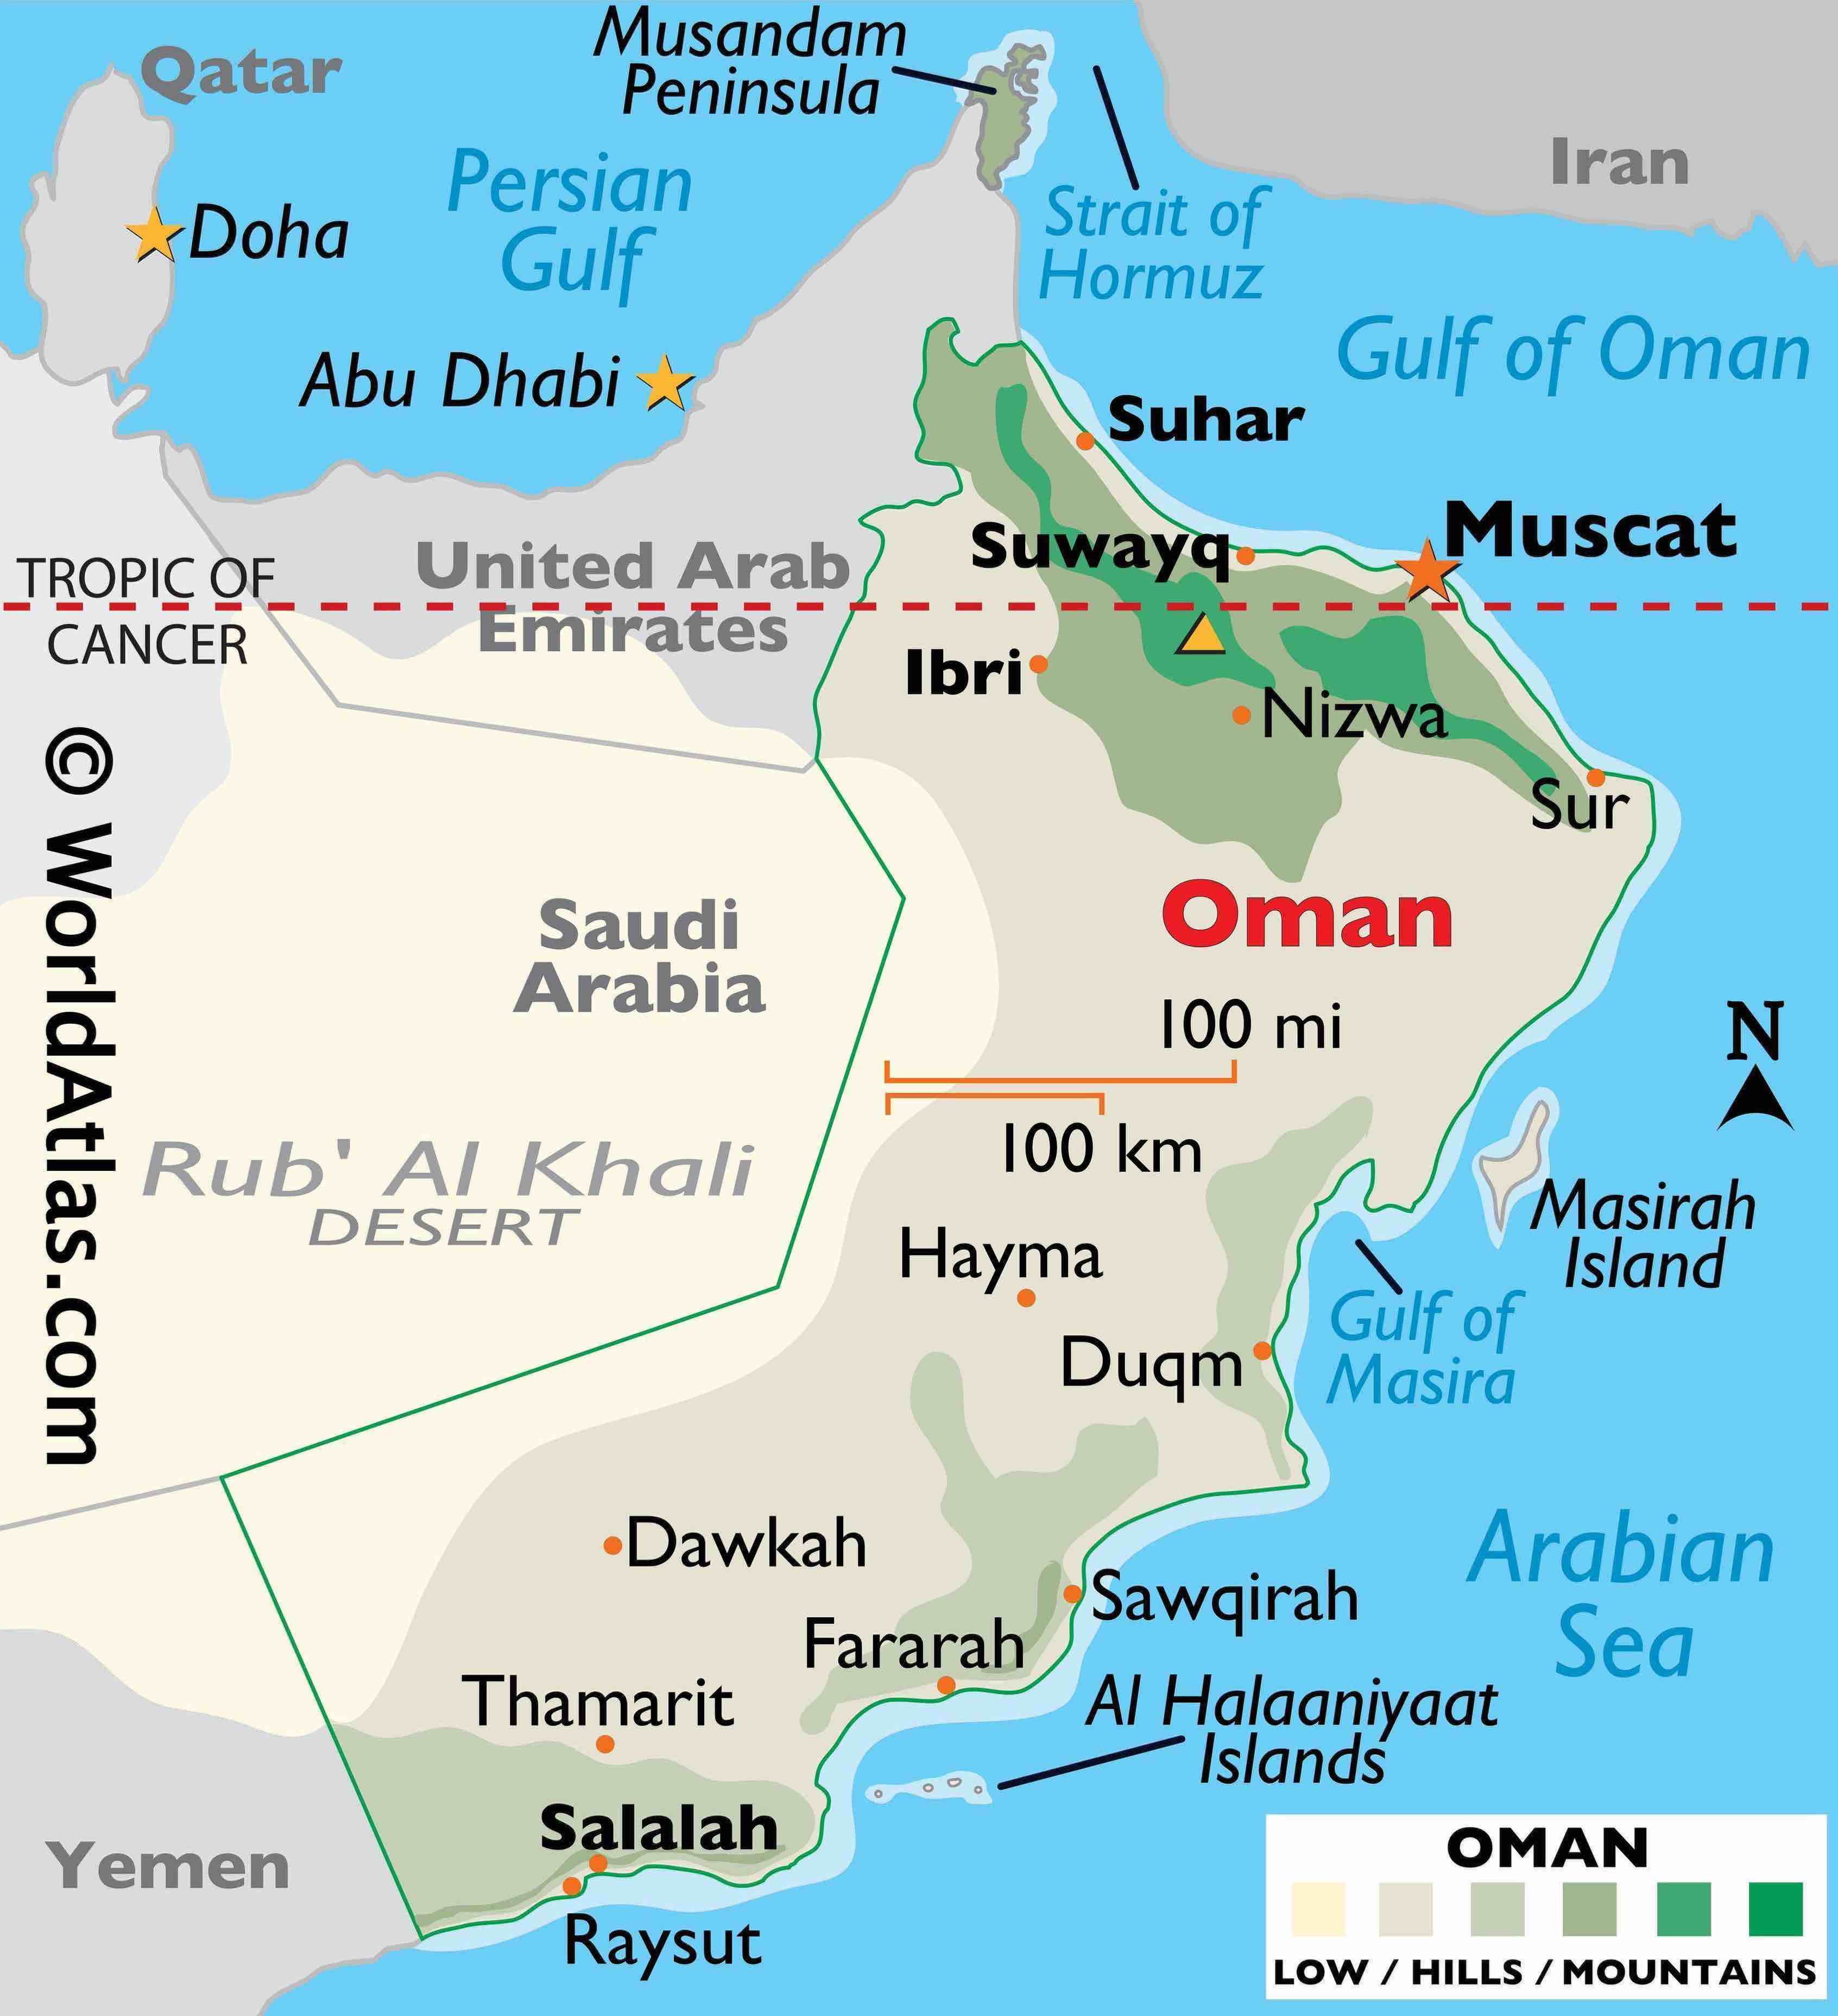 Musandam
Peninsula
Qatar
Iran
Persian
Gulf
Strait of
Hormuz
Doha
Gulf of Oman
Abu Dhabi
Suhar
Muscat
Suwayq
United Arab
Emirates
TROPIC OF
CANCER
Ibri
Nizwa
Sur
© WorldAtlas.com
Saudi
Arabia
Oman
100 mi
100 km
N
Rub' Al Khali
DESERT
Masirah
Island
Hayma
Gulf of
Masira
Duqm
Dawkah
Arabian
Sea
Sawqirah
Fararah
Thamarit
Al Halaaniyaat
Islands
Salalah
Yemen
Raysut
OMAN
LOW / HILLS / MOUNTAINS